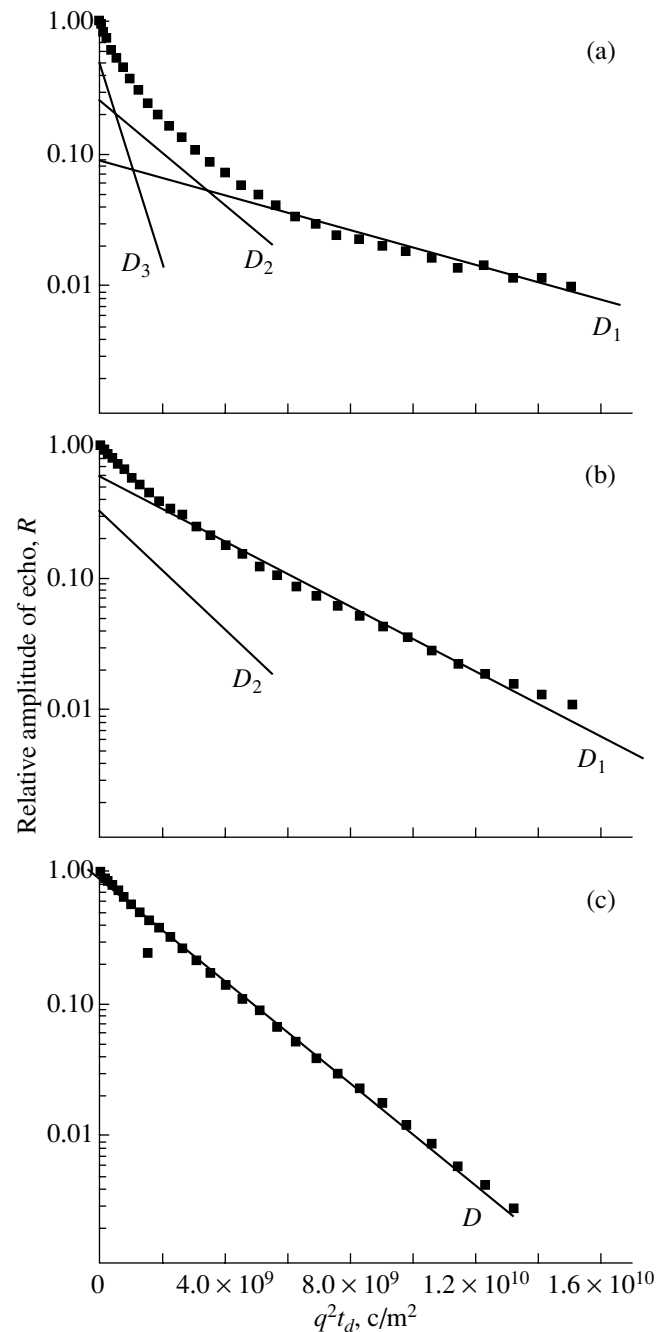 (a)
1.00
0.10
0.01
D₃
D₂
D₁
(b)
1.00
0.10
0.01
D₂
D₁
Relative amplitude of echo, R
(c)
1.00
0.10
0.01
D
0 4.0 × 10⁹ 8.0 × 10⁹ 1.2 × 10¹⁰ 1.6 × 10¹⁰
q²t_d, c/m²